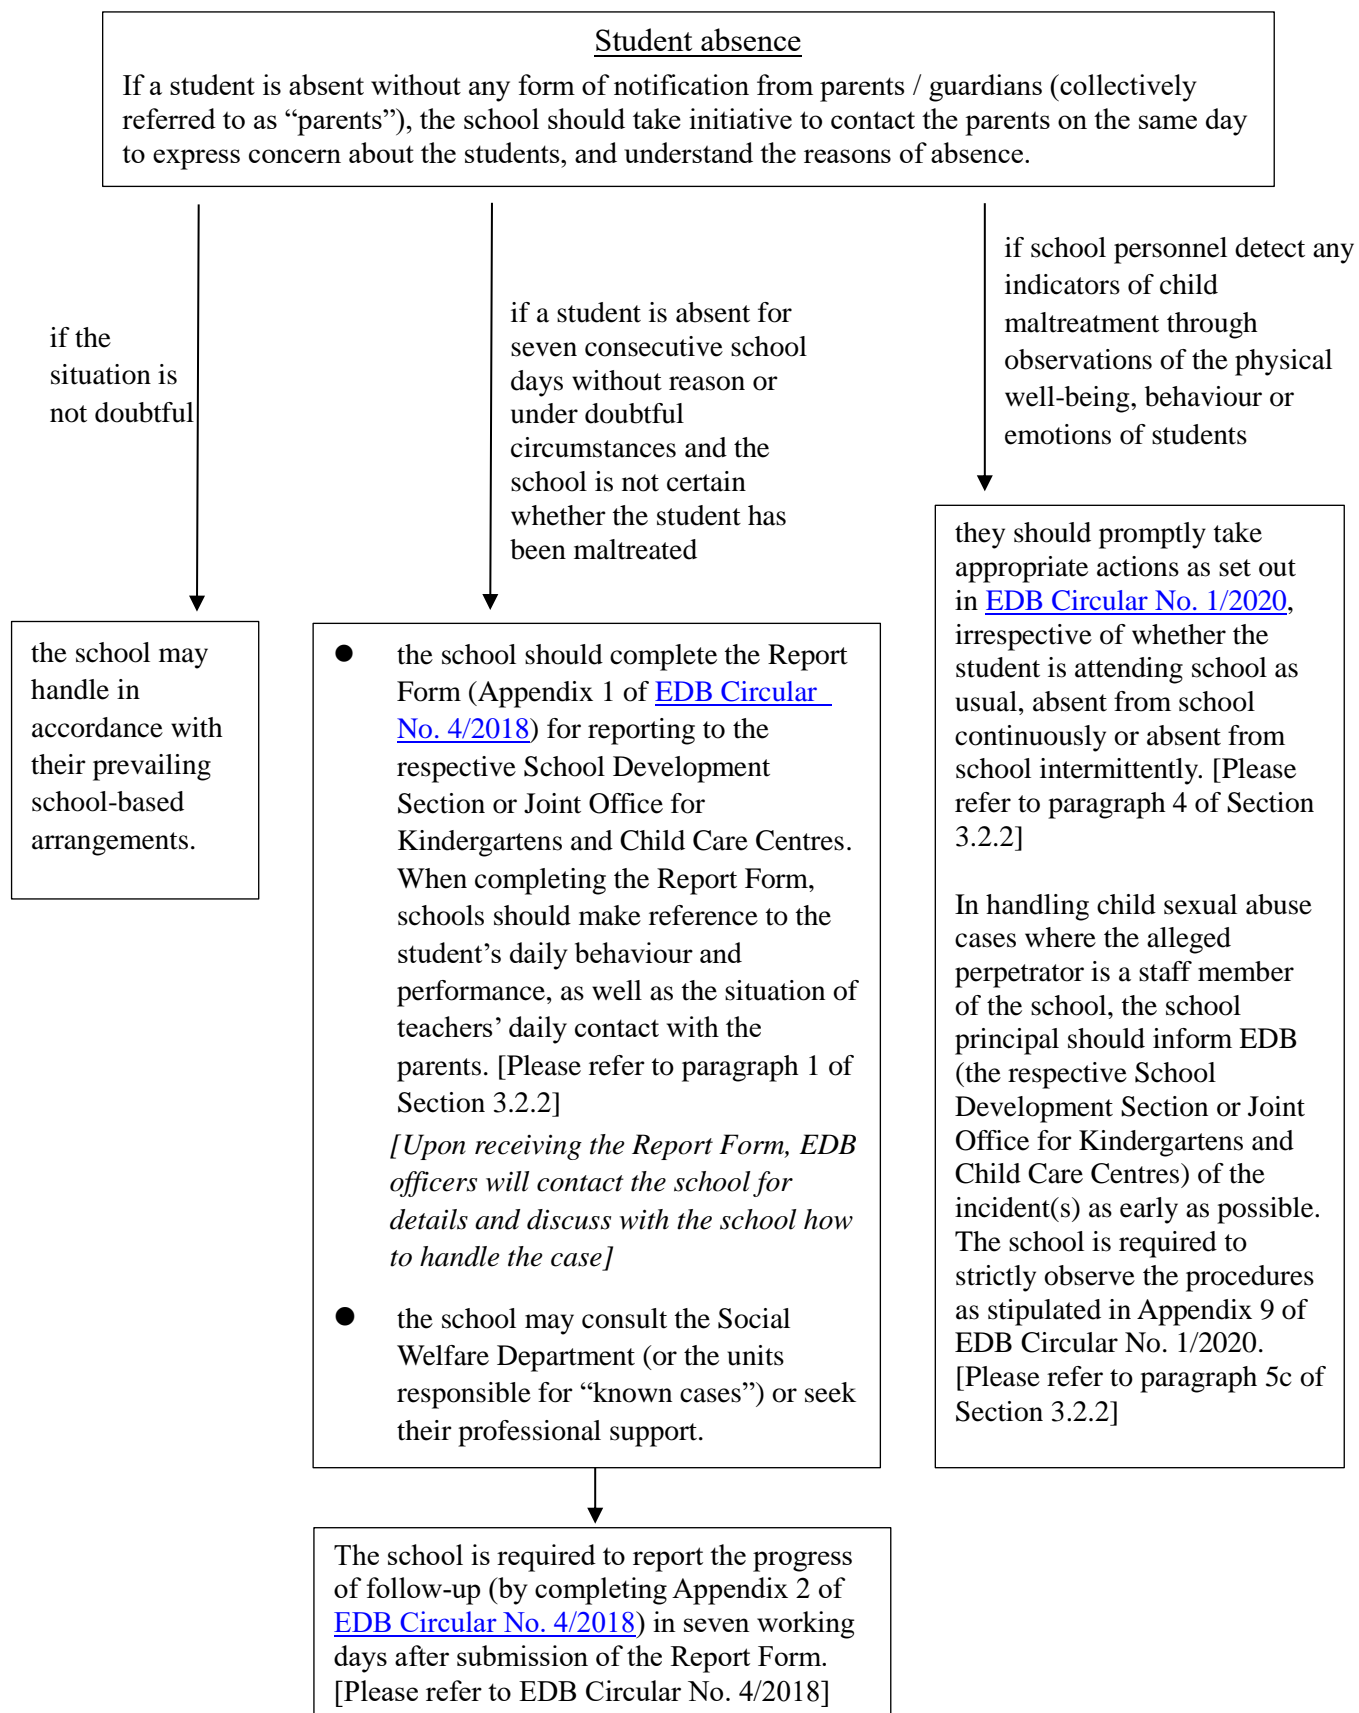 Student absence
If a student is absent without any form of notification from parents / guardians (collectively
referred to as “parents”), the school should take initiative to contact the parents on the same day
to express concern about the students, and understand the reasons of absence.
if the
situation is
not doubtful
if a student is absent for
seven consecutive school
days without reason or
under doubtful
circumstances and the
school is not certain
whether the student has
been maltreated
if school personnel detect any
indicators of child
maltreatment through
observations of the physical
well-being, behaviour or
emotions of students
the school may
handle in
accordance with
their prevailing
school-based
arrangements.
● the school should complete the Report
Form (Appendix 1 of EDB Circular
No. 4/2018) for reporting to the
respective School Development
Section or Joint Office for
Kindergartens and Child Care Centres.
When completing the Report Form,
schools should make reference to the
student’s daily behaviour and
performance, as well as the situation of
teachers’ daily contact with the
parents. [Please refer to paragraph 1 of
Section 3.2.2]
[Upon receiving the Report Form, EDB
officers will contact the school for
details and discuss with the school how
to handle the case]
● the school may consult the Social
Welfare Department (or the units
responsible for “known cases”) or seek
their professional support.
they should promptly take
appropriate actions as set out
in EDB Circular No. 1/2020,
irrespective of whether the
student is attending school as
usual, absent from school
continuously or absent from
school intermittently. [Please
refer to paragraph 4 of Section
3.2.2]
In handling child sexual abuse
cases where the alleged
perpetrator is a staff member
of the school, the school
principal should inform EDB
(the respective School
Development Section or Joint
Office for Kindergartens and
Child Care Centres) of the
incident(s) as early as possible.
The school is required to
strictly observe the procedures
as stipulated in Appendix 9 of
EDB Circular No. 1/2020.
[Please refer to paragraph 5c of
Section 3.2.2]
The school is required to report the progress
of follow-up (by completing Appendix 2 of
EDB Circular No. 4/2018) in seven working
days after submission of the Report Form.
[Please refer to EDB Circular No. 4/2018]